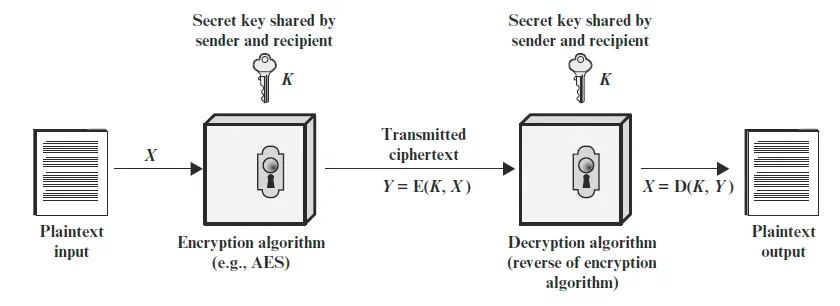 Secret key shared by
sender and recipient
K
Secret key shared by
sender and recipient
K
X
Transmitted
ciphertext
Y = E(K, X)
X = D(K, Y)
Plaintext
input
Encryption algorithm
(e.g., AES)
Decryption algorithm
(reverse of encryption
algorithm)
Plaintext
output